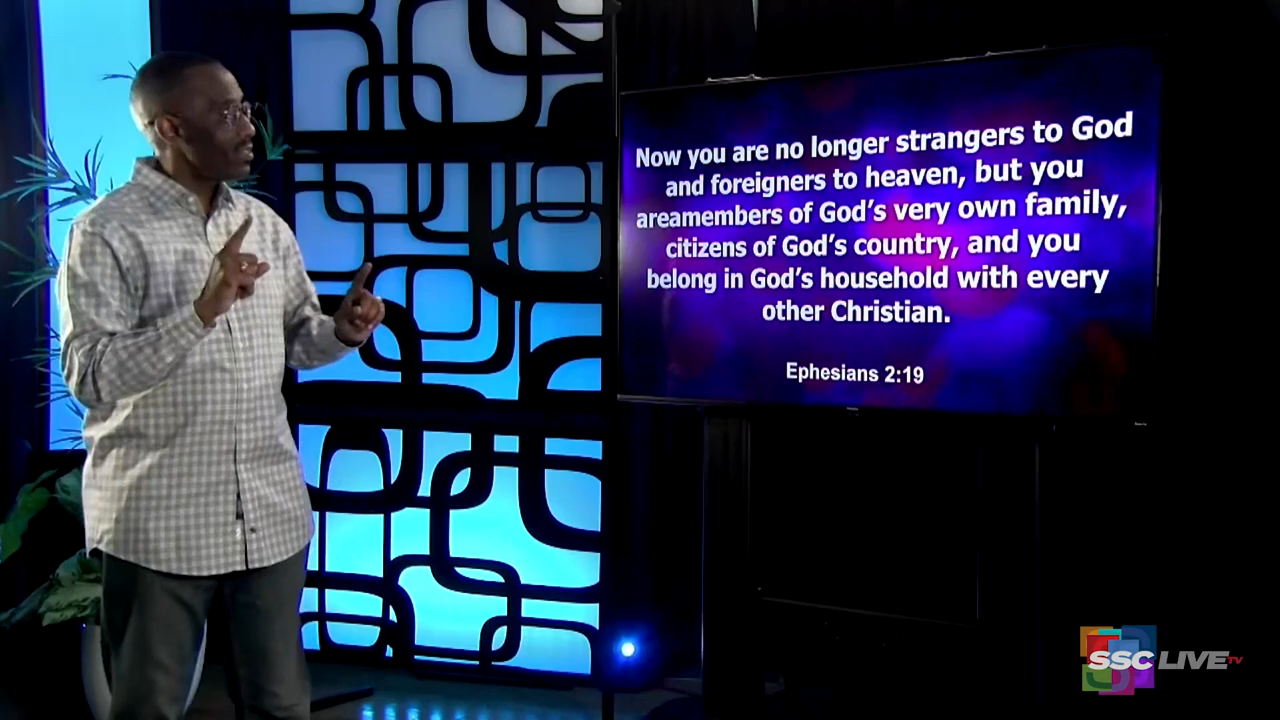 Now you are no longer strangers to God
and foreigners to heaven, but you
areamembers of God's very own family,
citizens of God's country, and you
belong in God's household with every
other Christian.
Ephesians 2:19
SSC LIVE TV